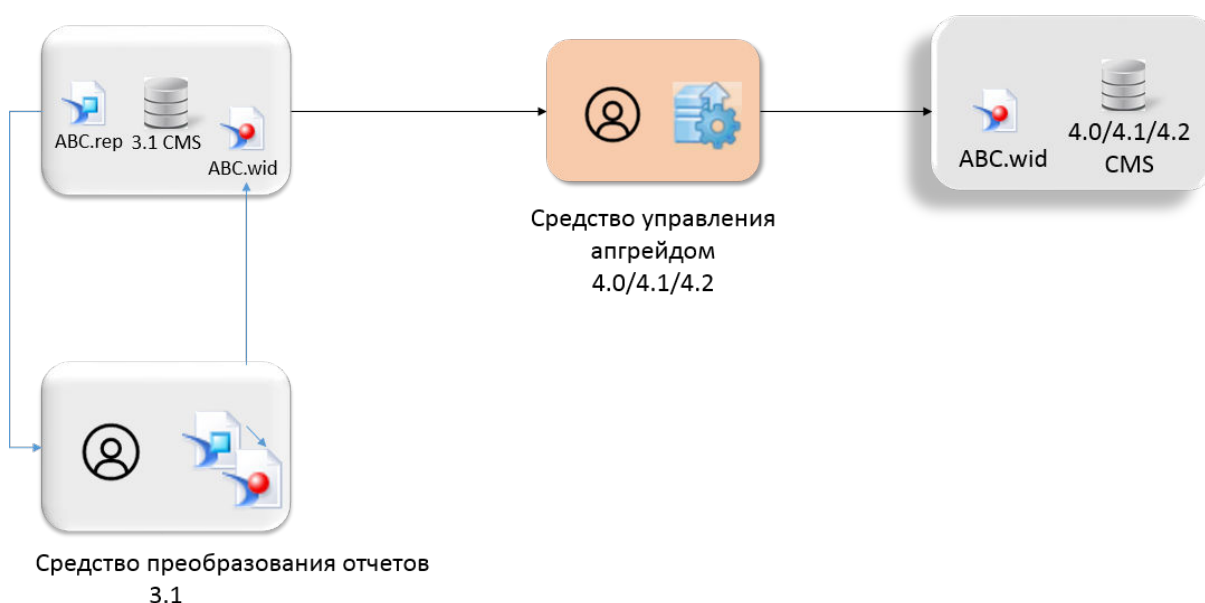 ABC.rep
3.1 CMS
ABC.wid
Средство управления
апгрейдом
4.0/4.1/4.2
ABC.wid
4.0/4.1/4.2
CMS
Средство преобразования отчетов
3.1